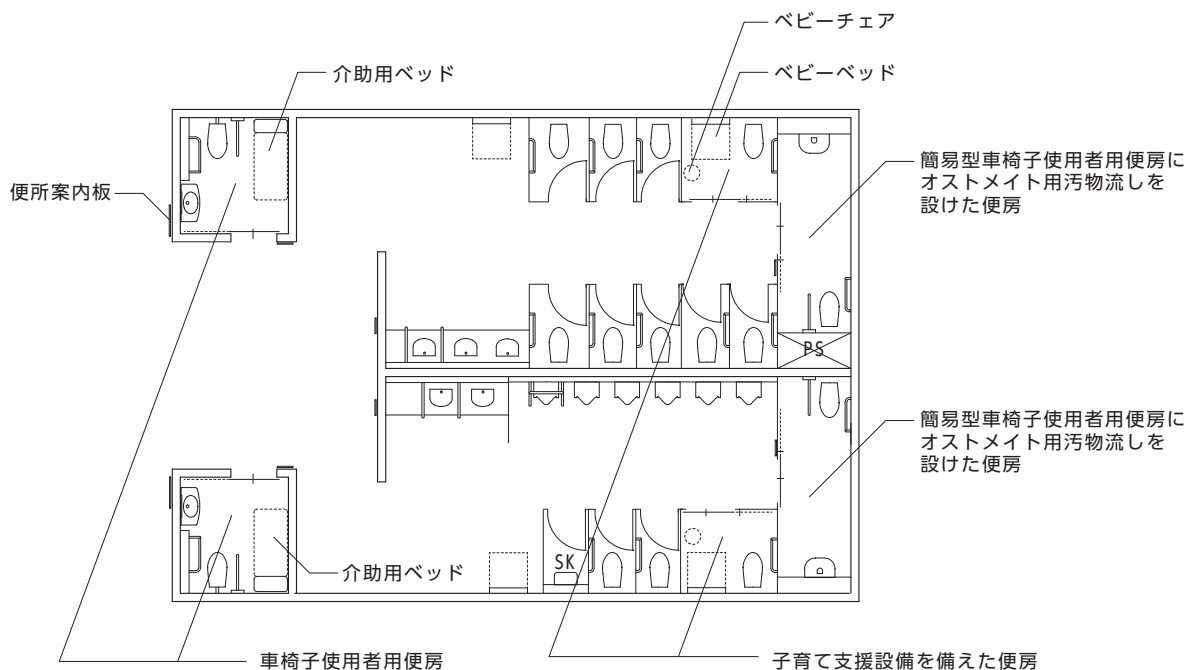 ベビーチェア
介助用ベッド
ベビーベッド
便所案内板
簡易型車椅子使用者用便房に
オストメイト用汚物流しを
設けた便房
PS
簡易型車椅子使用者用便房に
オストメイト用汚物流しを
設けた便房
SK
介助用ベッド
車椅子使用者用便房
子育て支援設備を備えた便房